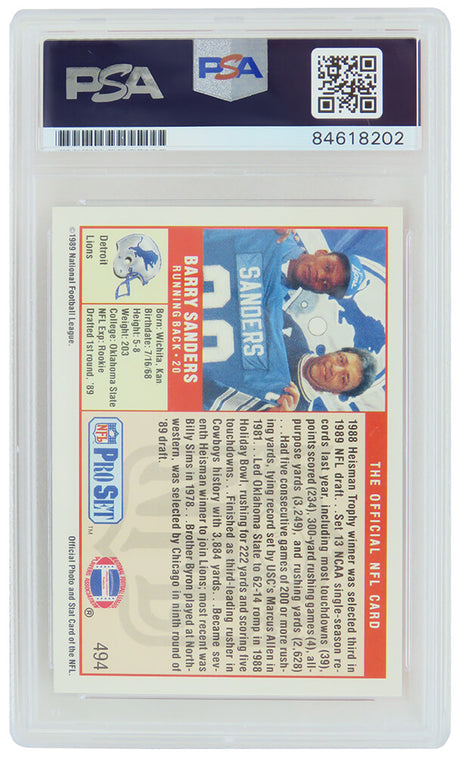 PSA
PSA
84618202
THE OFFICIAL NFL CARD
SANDERS
BARRY SANDERS
RUNNING BACK • 20
Detroit
Lions
Born: Wichita, Kan
Birthdate: 7/16/68
Height: 5-8
Weight: 203
College: Oklahoma State
NFL Exp: Rookie
Drafted 1st round, '89
1988 Heisman Trophy winner was selected third in
1989 NFL draft. . .Set 13 NCAA single-season re-
cords last year, including most touchdowns (39),
points scored (234), 300-yard rushing games (4), all-
purpose yards (3,249), and rushing yards (2,628)
. . .Had five consecutive games of 200 or more rush-
ing yards, tying record set by USC's Marcus Allen in
1981. . .Led Oklahoma State to 62-14 romp in 1988
Holiday Bowl, rushing for 222 yards and scoring five
touchdowns. . .Finished as third-leading rusher in
Cowboys history with 3,884 yards. . .Became sev-
enth Heisman winner to join Lions; most recent was
Billy Sims in 1978. . .Brother Byron, played at North-
western, was selected by Chicago in ninth round of
'89 draft.
NFL
PRO SET
™
®
494
©1989 National Football League.
Official Photo and Stat Card of the NFL.